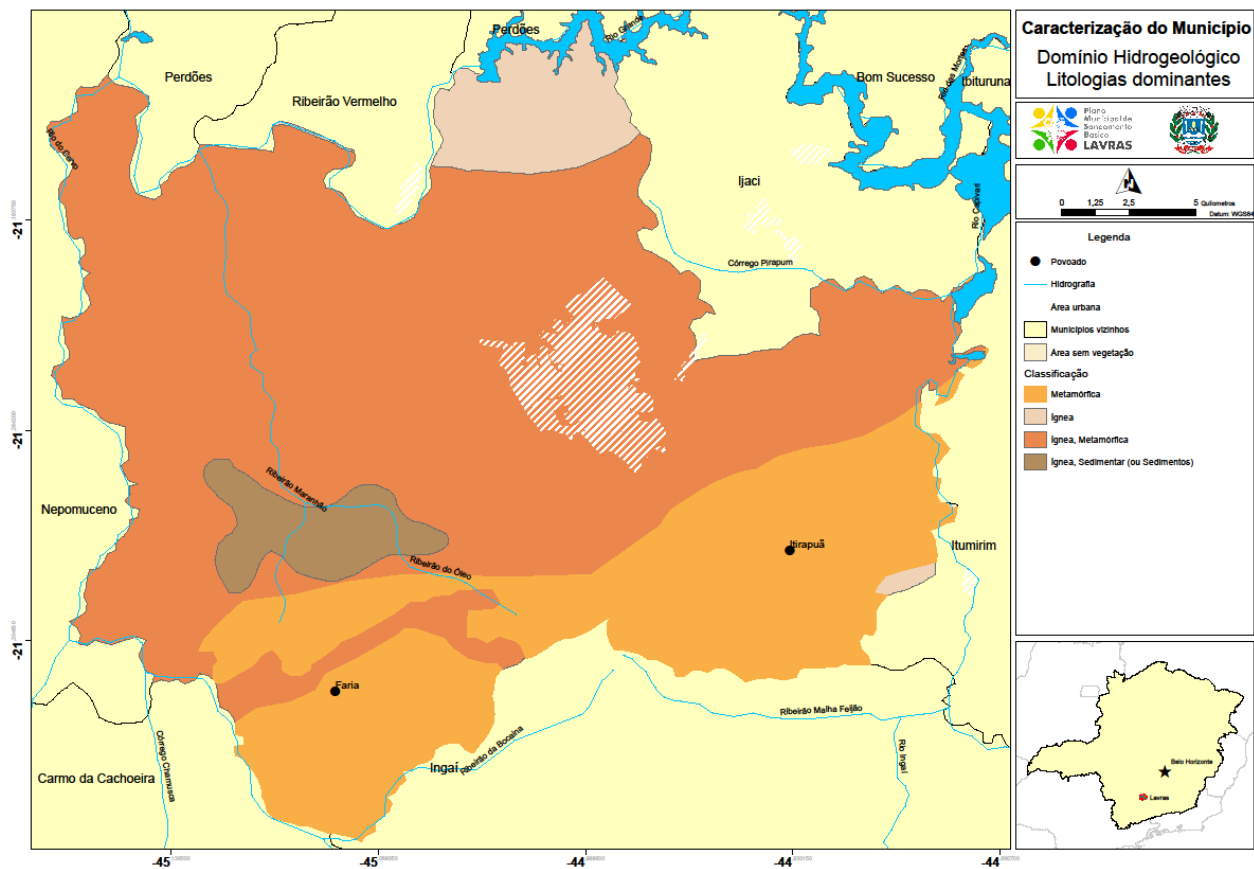 Caracterização do Município
Domínio Hidrogeológico
Litologias dominantes
Plano
Municipal de
Saneamento
Básico
LAVRAS
N
0 1,25 2,5 5 Quilometros
Datum: WGS84
Legenda
Povoado
Hidrografia
Área urbana
Municípios vizinhos
Área sem vegetação
Classificação
Metamórfica
Ígnea
Ígnea, Metamórfica
Ígnea, Sedimentar (ou Sedimentos)
Belo Horizonte
Lavras
Perdões
Rio Grande
Perdões
Ribeirão Vermelho
Bom Sucesso
Rio das Mortes
Ibituruna
Rio do Cervo
Ijaci
Rio Capivari
Córrego Pirapum
Ribeirão Maranhão
Nepomuceno
Itirapuã
Itumirim
Ribeirão do Óleo
Faria
Ribeirão Malha Feijão
Ribeirão da Bocaina
Rio Ingaí
Ingaí
Córrego Chamusca
Carmo da Cachoeira
-21
-21
-21
-45
-45
-44
-44
-44